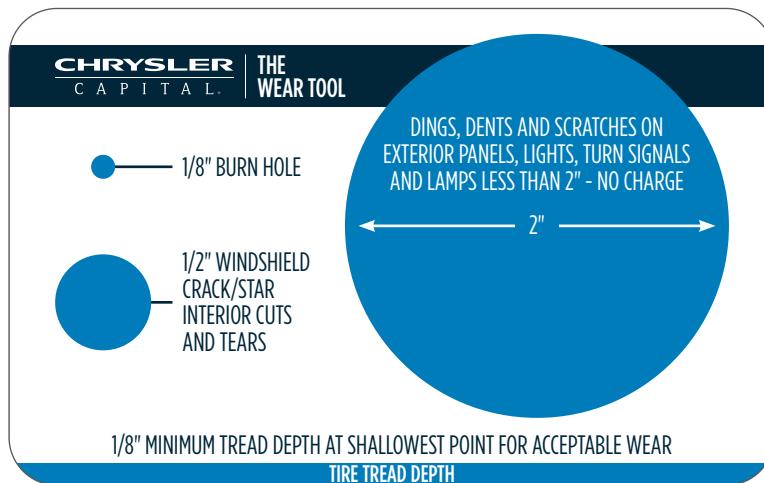 CHRYSLER
CAPITAL.
THE
WEAR TOOL
DINGS, DENTS AND SCRATCHES ON
EXTERIOR PANELS, LIGHTS, TURN SIGNALS
AND LAMPS LESS THAN 2" - NO CHARGE
2"
1/8" BURN HOLE
1/2" WINDSHIELD
CRACK/STAR
INTERIOR CUTS
AND TEARS
1/8" MINIMUM TREAD DEPTH AT SHALLOWEST POINT FOR ACCEPTABLE WEAR
TIRE TREAD DEPTH